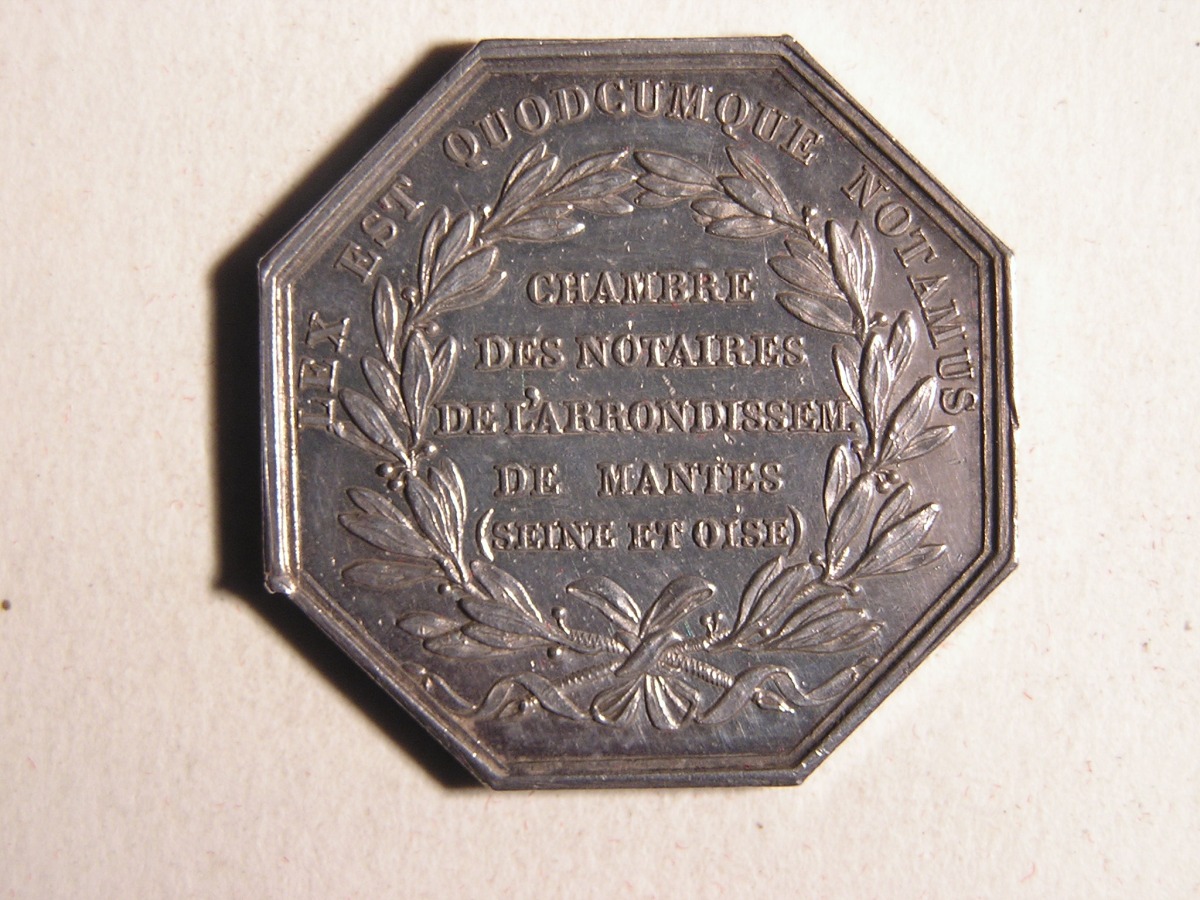 LEX EST QUODCUMQUE NOTAMUS
CHAMBRE
DES NOTAIRES
DE L'ARRONDISSEM.
DE MANTES
(SEINE ET OISE)